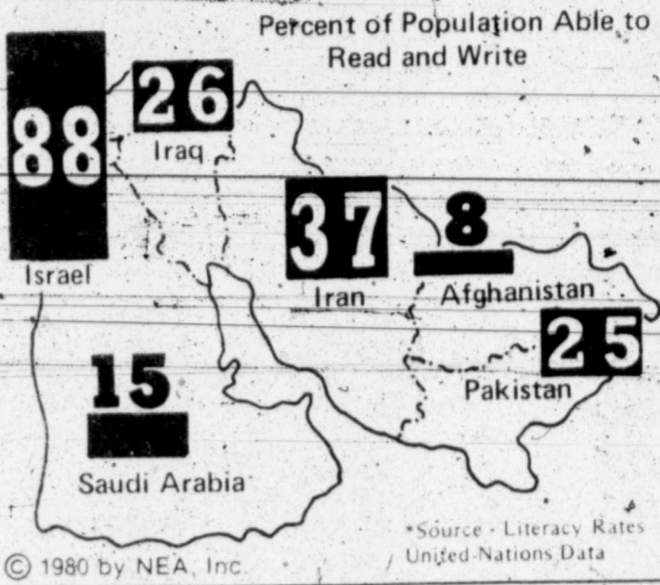 Percent of Population Able to
Read and Write
88
Israel
26
Iraq
37
Iran
8
Afghanistan
25
Pakistan
15
Saudi Arabia
*Source - Literacy Rates
United Nations Data
© 1980 by NEA, Inc.